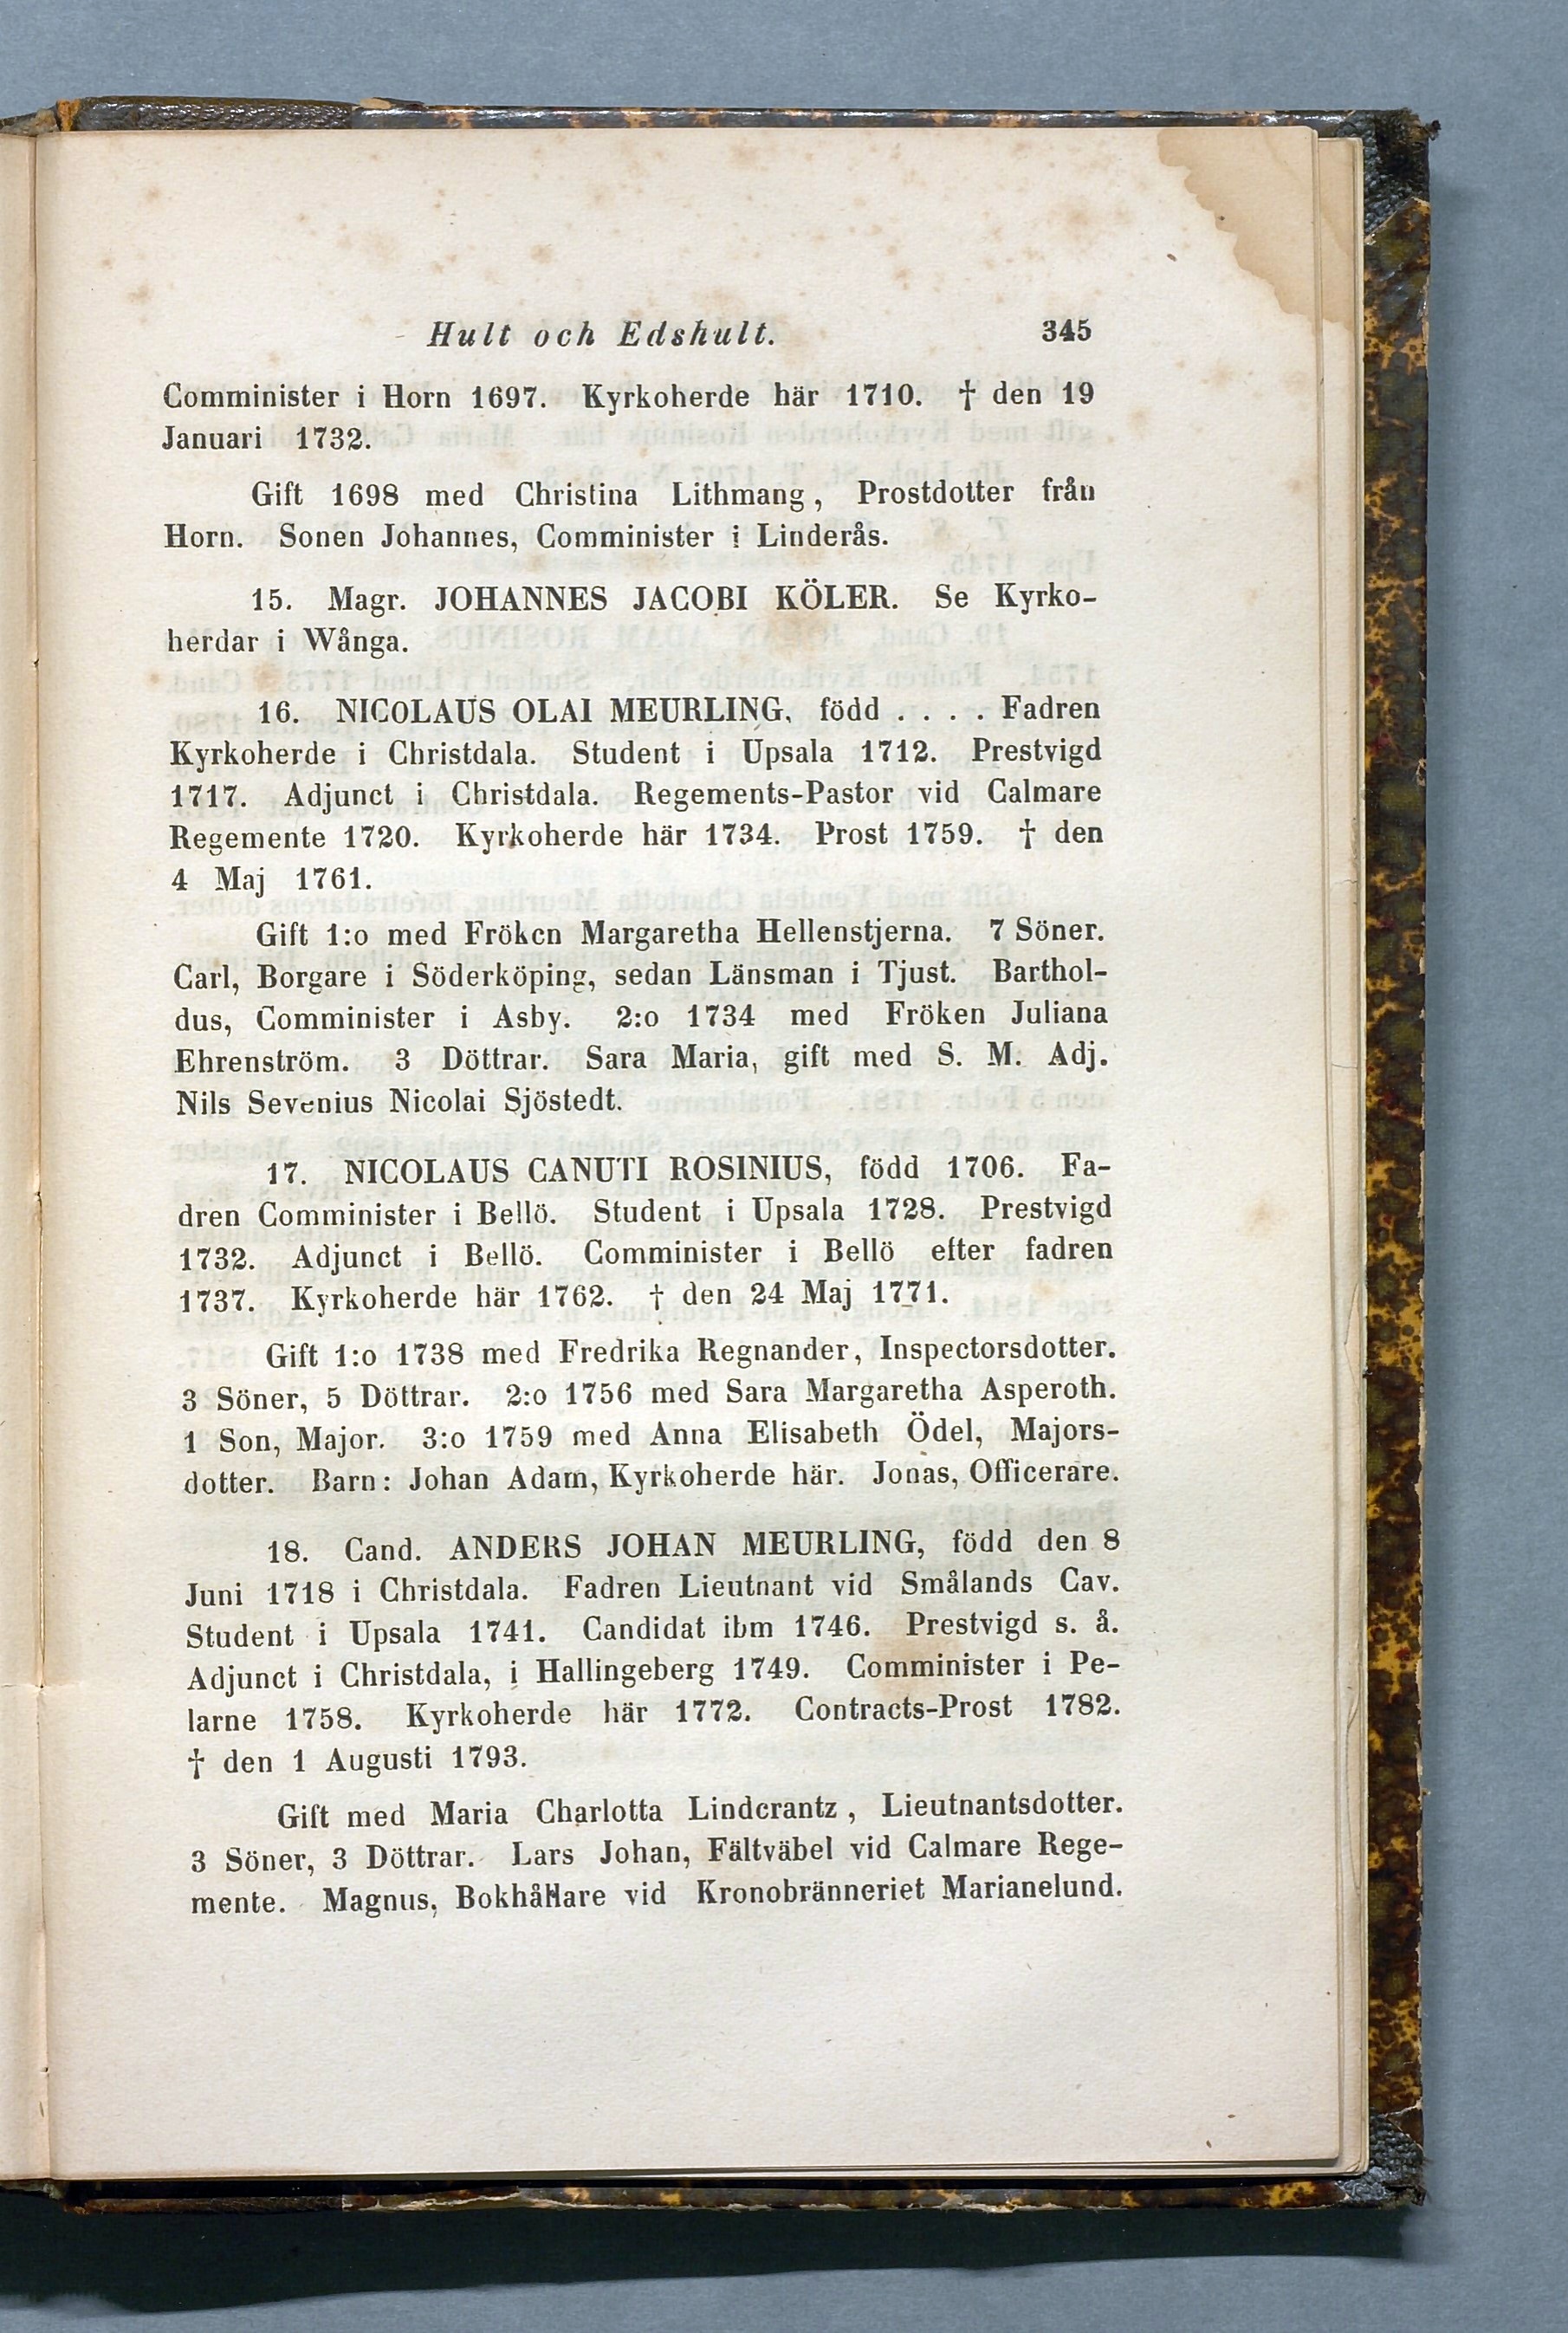 Hult och Edshult. 345
Comminister i Horn 1697. Kyrkoherde här 1710. † den 19
Januari 1732.
Gift 1698 med Christina Lithmang, Prostdotter från
Horn. Sonen Johannes, Comminister i Linderås.
15. Magr. JOHANNES JACOBI KÖLER. Se Kyrko-
herdar i Wånga.
16. NICOLAUS OLAI MEURLING, född . . . . Fadren
Kyrkoherde i Christdala. Student i Upsala 1712. Prestvigd
1717. Adjunct i Christdala. Regements-Pastor vid Calmare
Regemente 1720. Kyrkoherde här 1734. Prost 1759. † den
4 Maj 1761.
Gift 1:o med Fröken Margaretha Hellenstjerna. 7 Söner.
Carl, Borgare i Söderköping, sedan Länsman i Tjust. Barthol-
dus, Comminister i Asby. 2:o 1734 med Fröken Juliana
Ehrenström. 3 Döttrar. Sara Maria, gift med S. M. Adj.
Nils Sevenius Nicolai Sjöstedt.
17. NICOLAUS CANUTI ROSINIUS, född 1706. Fa-
dren Comminister i Bellö. Student i Upsala 1728. Prestvigd
1732. Adjunct i Bellö. Comminister i Bellö efter fadren
1737. Kyrkoherde här 1762. † den 24 Maj 1771.
Gift 1:o 1738 med Fredrika Regnander, Inspectorsdotter.
3 Söner, 5 Döttrar. 2:o 1756 med Sara Margaretha Asperoth.
1 Son, Major. 3:o 1759 med Anna Elisabeth Ödel, Majors-
dotter. Barn: Johan Adam, Kyrkoherde här. Jonas, Officerare.
18. Cand. ANDERS JOHAN MEURLING, född den 8
Juni 1718 i Christdala. Fadren Lieutnant vid Smålands Cav.
Student i Upsala 1741. Candidat ibm 1746. Prestvigd s. å.
Adjunct i Christdala, i Hallingeberg 1749. Comminister i Pe-
larne 1758. Kyrkoherde här 1772. Contracts-Prost 1782.
† den 1 Augusti 1793.
Gift med Maria Charlotta Lindcrantz, Lieutnantsdotter.
3 Söner, 3 Döttrar. Lars Johan, Fältväbel vid Calmare Rege-
mente. Magnus, Bokhållare vid Kronobränneriet Marianelund.